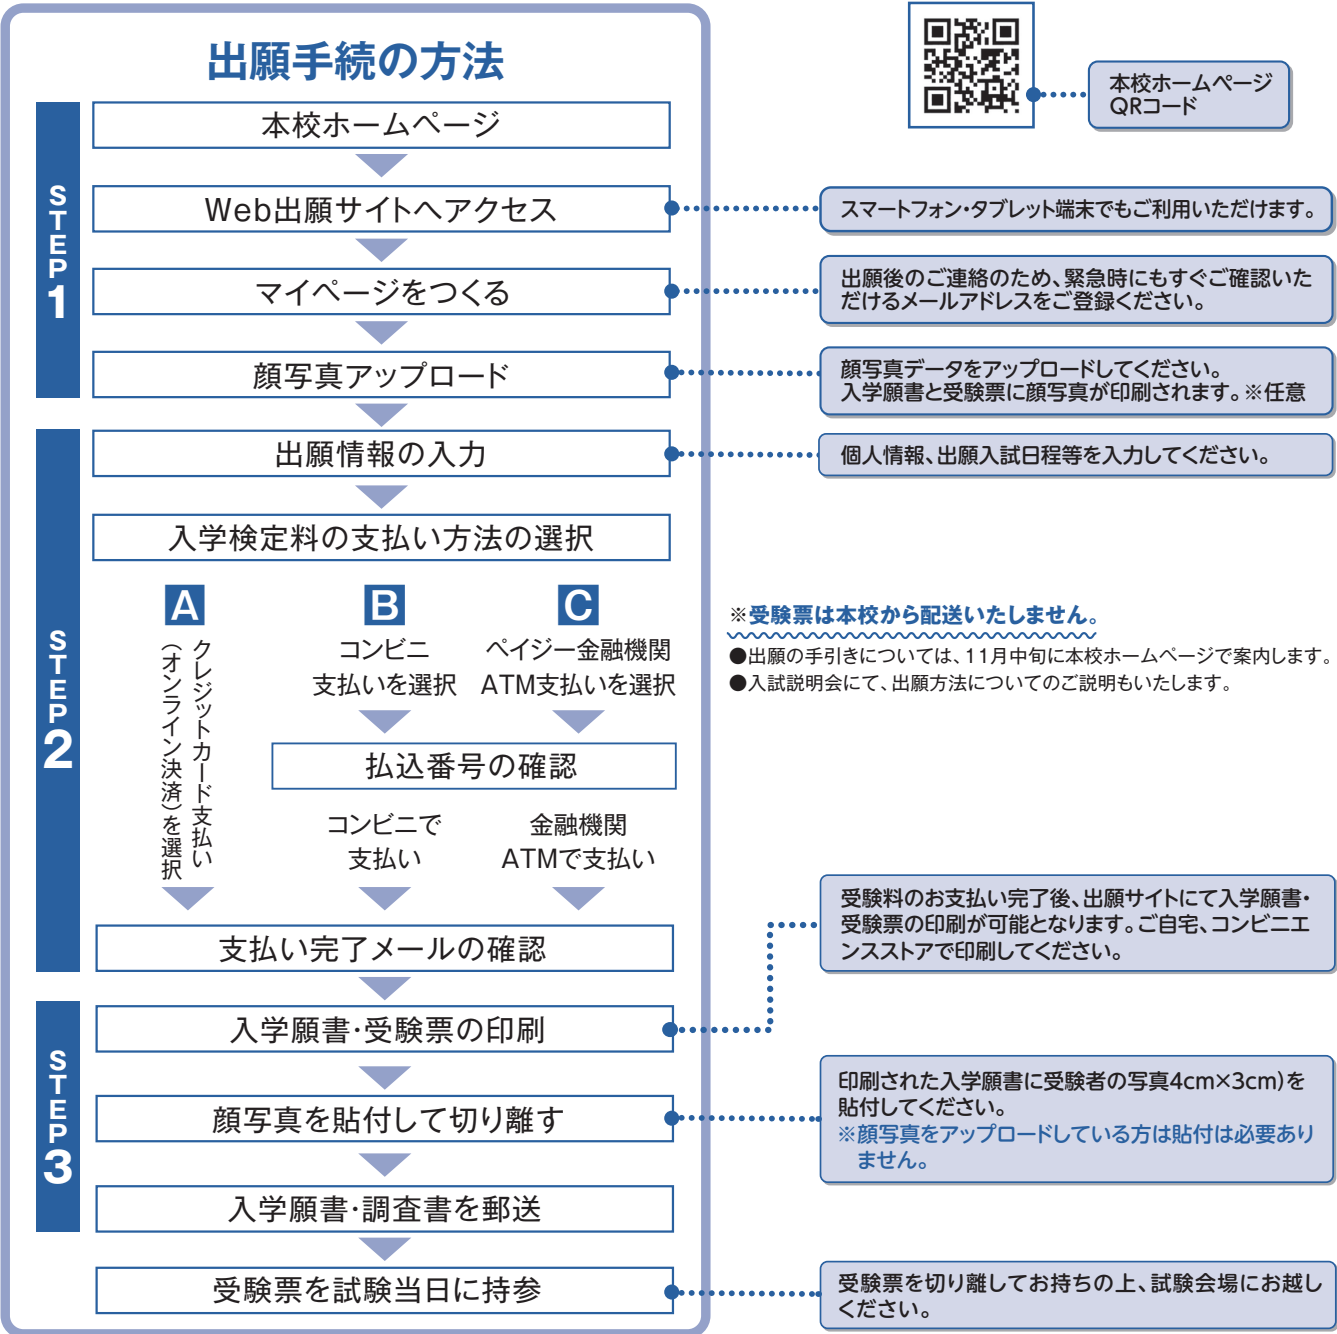 出願手続の方法
本校ホームページ
QRコード
STEP1
本校ホームページ
Web出願サイトへアクセス
スマートフォン・タブレット端末でもご利用いただけます。
マイページをつくる
出願後のご連絡のため、緊急時にもすぐご確認いた
だけるメールアドレスをご登録ください。
顔写真アップロード
顔写真データをアップロードしてください。
入学願書と受験票に顔写真が印刷されます。※任意
STEP2
出願情報の入力
個人情報、出願入試日程等を入力してください。
入学検定料の支払い方法の選択
A
クレジットカード支払い
（オンライン決済）を選択
B
コンビニ
支払いを選択
C
ペイジー金融機関
ATM支払いを選択
払込番号の確認
コンビニで
支払い
金融機関
ATMで支払い
支払い完了メールの確認
※受験票は本校から配送いたしません。
●出願の手引きについては、11月中旬に本校ホームページで案内します。
●入試説明会にて、出願方法についてのご説明もいたします。
STEP3
入学願書・受験票の印刷
受験料のお支払い完了後、出願サイトにて入学願書・
受験票の印刷が可能となります。ご自宅、コンビニエ
ンスストアで印刷してください。
顔写真を貼付して切り離す
印刷された入学願書に受験者の写真4cm×3cm)を
貼付してください。
※顔写真をアップロードしている方は貼付は必要あり
ません。
入学願書・調査書を郵送
受験票を試験当日に持参
受験票を切り離してお持ちの上、試験会場にお越し
ください。